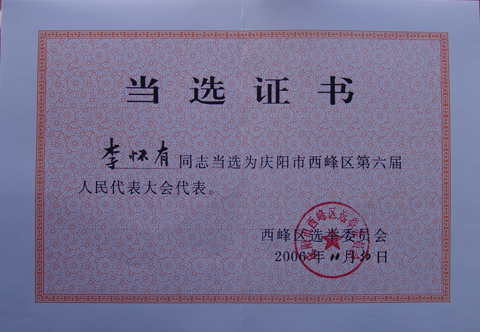 当选证书
李怀有 同志当选为庆阳市西峰区第六届
人民代表大会代表。
西峰区选举委员会
2006年11月30日